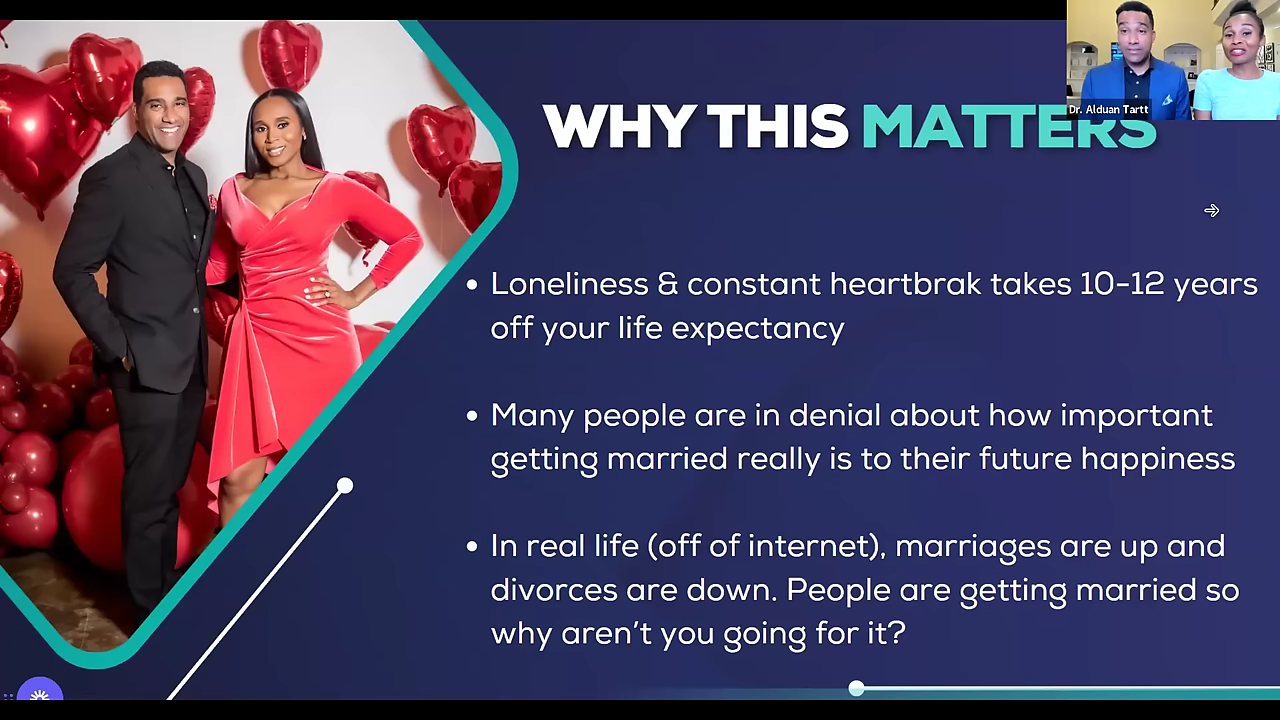 Dr. Alduan Tartt
WHY THIS MATTERS
• Loneliness & constant heartbrak takes 10-12 years
off your life expectancy
• Many people are in denial about how important
getting married really is to their future happiness
• In real life (off of internet), marriages are up and
divorces are down. People are getting married so
why aren't you going for it?